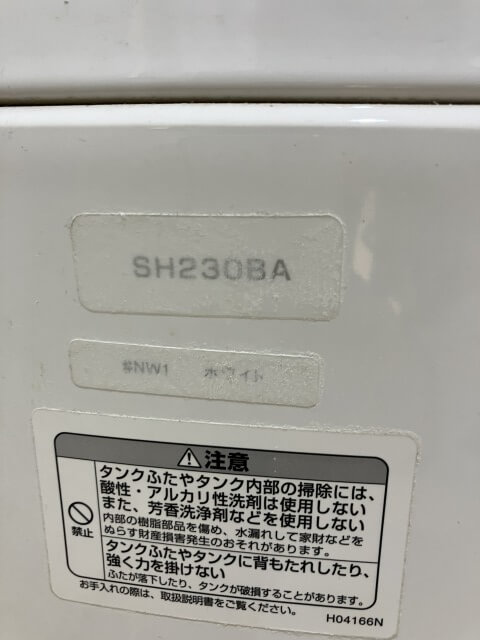 SH230BA
#NW1 ホワイト
注意
タンクふたやタンク内部の掃除には、
酸性・アルカリ性洗剤は使用しない
また、芳香洗浄剤などを使用しない
内部の樹脂部品を傷め、水漏れして家財などを
ぬらす財産損害発生のおそれがあります。
禁止
タンクふたやタンクに背もたれしたり、
強く力を掛けない
ふたが落下したり、タンクが破損することがあります。
お手入れの際は、取扱説明書をご覧ください。
H04166N